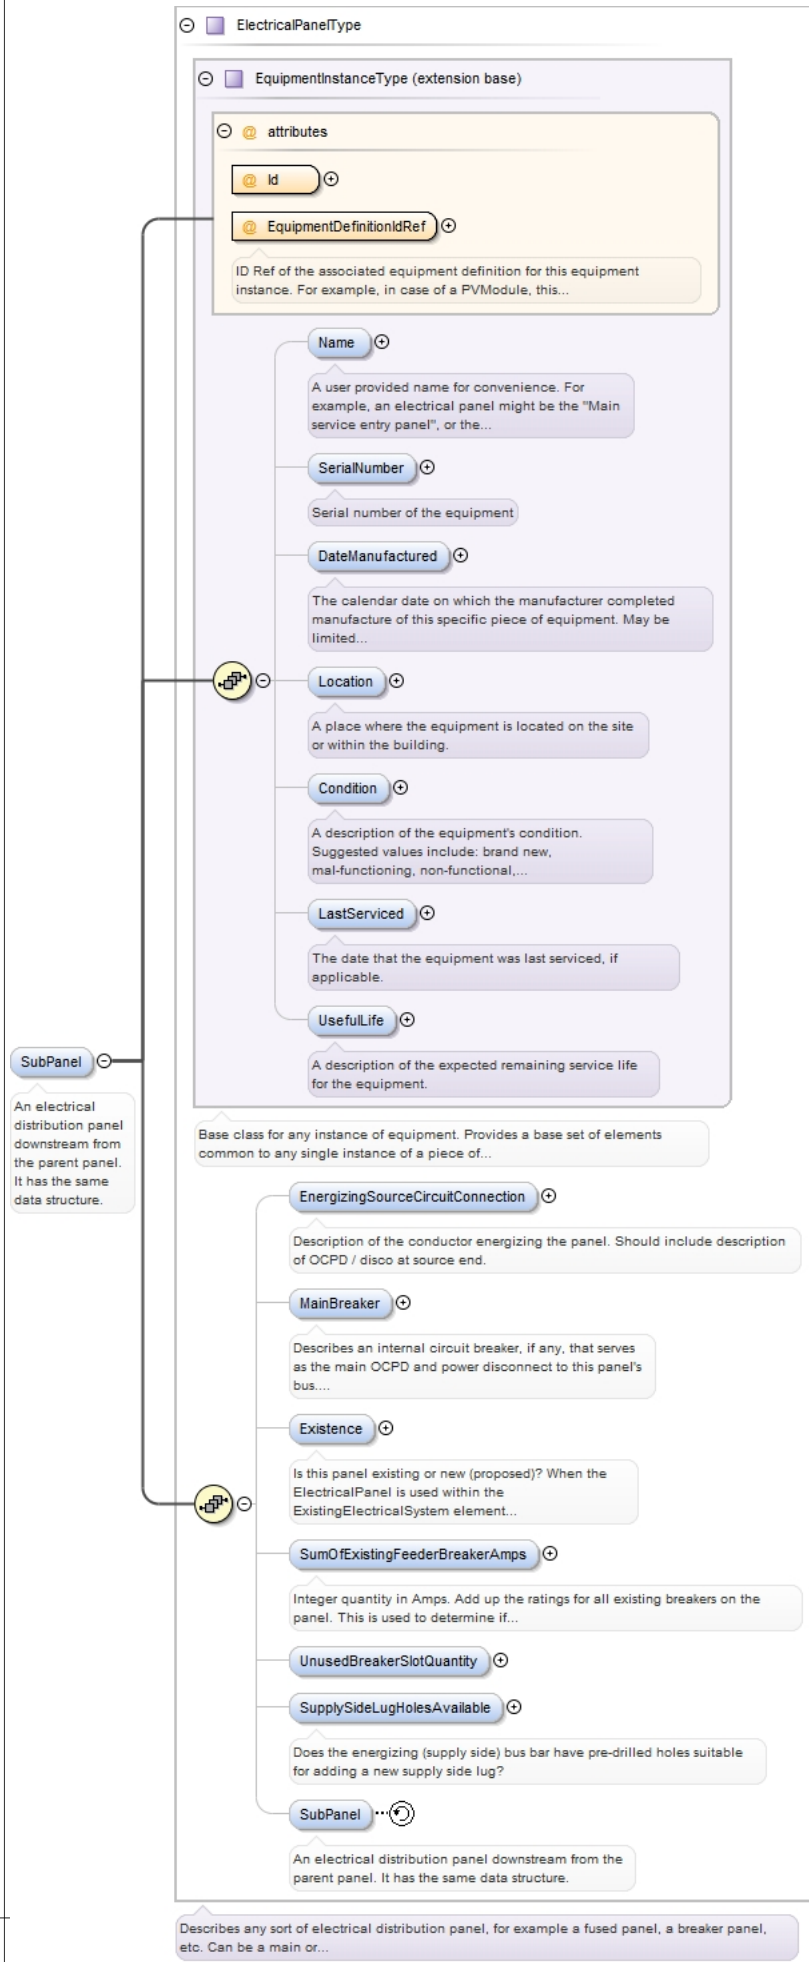 ElectricalPanelType
EquipmentInstanceType (extension base)
@ attributes
@ Id
@ EquipmentDefinitionIdRef
ID Ref of the associated equipment definition for this equipment
instance. For example, in case of a PVModule, this...
Name
A user provided name for convenience. For
example, an electrical panel might be the "Main
service entry panel", or the...
SerialNumber
Serial number of the equipment
DateManufactured
The calendar date on which the manufacturer completed
manufacture of this specific piece of equipment. May be
limited...
Location
A place where the equipment is located on the site
or within the building.
Condition
A description of the equipment's condition.
Suggested values include: brand new,
mal-functioning, non-functional,...
LastServiced
The date that the equipment was last serviced, if
applicable.
UsefulLife
A description of the expected remaining service life
for the equipment.
SubPanel
An electrical
distribution panel
downstream from
the parent panel.
It has the same
data structure.
Base class for any instance of equipment. Provides a base set of elements
common to any single instance of a piece of...
EnergizingSourceCircuitConnection
Description of the conductor energizing the panel. Should include description
of OCPD / disco at source end.
MainBreaker
Describes an internal circuit breaker, if any, that serves
as the main OCPD and power disconnect to this panel's
bus....
Existence
Is this panel existing or new (proposed)? When the
ElectricalPanel is used within the
ExistingElectricalSystem element...
SumOfExistingFeederBreakerAmps
Integer quantity in Amps. Add up the ratings for all existing breakers on the
panel. This is used to determine if...
UnusedBreakerSlotQuantity
SupplySideLugHolesAvailable
Does the energizing (supply side) bus bar have pre-drilled holes suitable
for adding a new supply side lug?
SubPanel
An electrical distribution panel downstream from the
parent panel. It has the same data structure.
Describes any sort of electrical distribution panel, for example a fused panel, a breaker panel,
etc. Can be a main or...